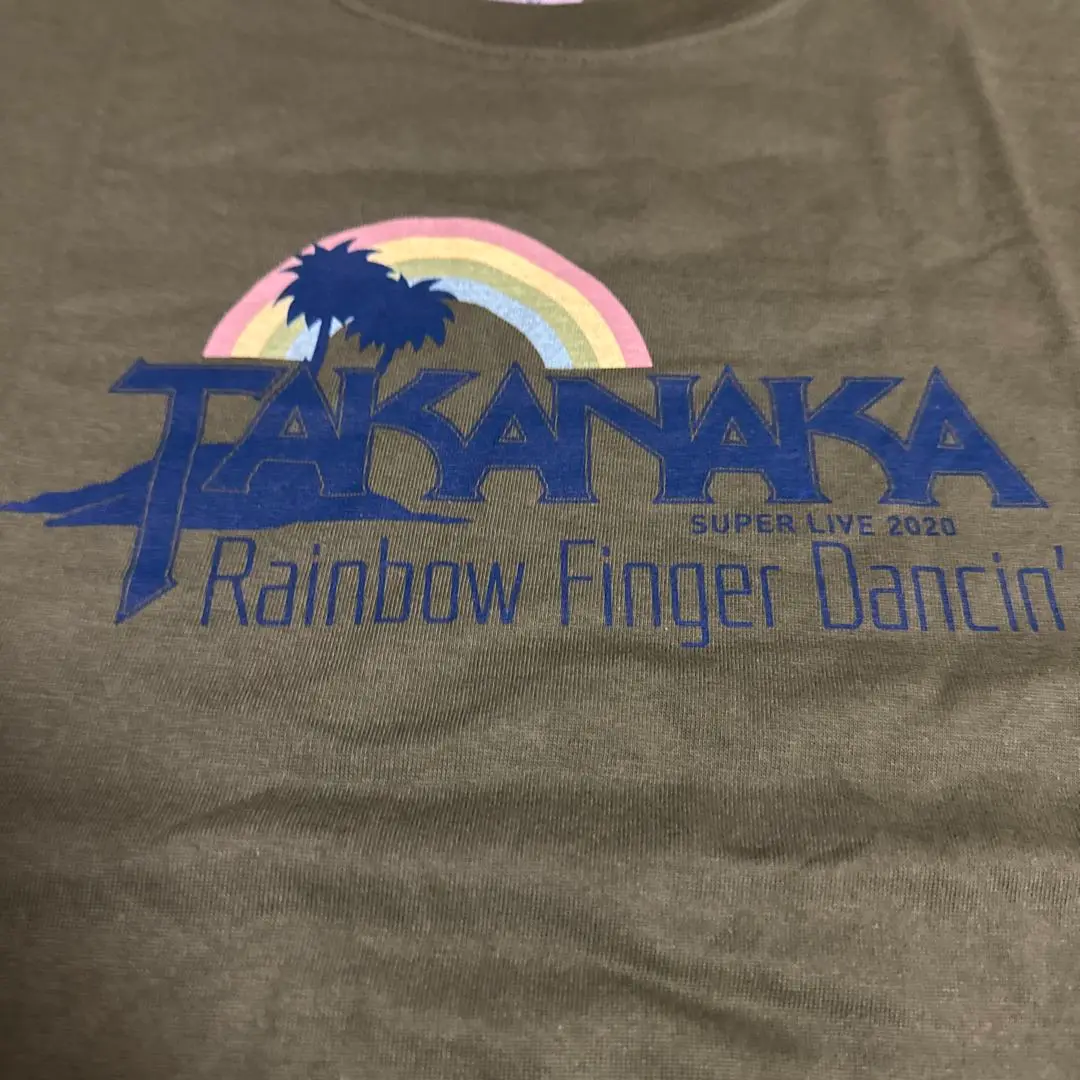 TAKANAKA
SUPER LIVE 2020
Rainbow Finger Dancin'